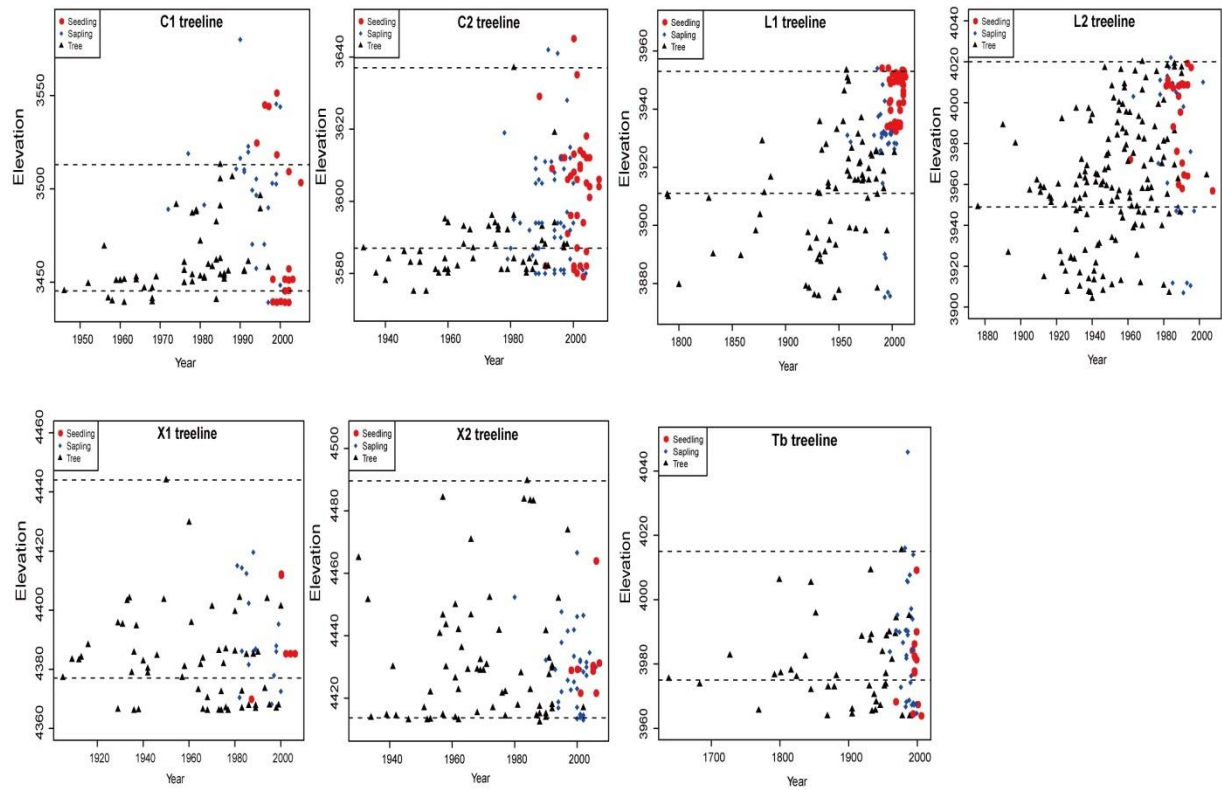 C1 treeline
Seedling
Sapling
Tree
Elevation
3550
3500
3450
1950 1960 1970 1980 1990 2000
Year
C2 treeline
Seedling
Sapling
Tree
Elevation
3640
3620
3600
3580
1940 1960 1980 2000
Year
L1 treeline
Seedling
Sapling
Tree
Elevation
3960
3940
3920
3900
3880
1800 1850 1900 1950 2000
Year
L2 treeline
Seedling
Sapling
Tree
Elevation
4040
4020
4000
3980
3960
3940
3920
3900
1880 1900 1920 1940 1960 1980 2000
Year
X1 treeline
Seedling
Sapling
Tree
Elevation
4460
4440
4420
4400
4380
4360
1920 1940 1960 1980 2000
Year
X2 treeline
Seedling
Sapling
Tree
Elevation
4500
4480
4460
4440
4420
1940 1960 1980 2000
Year
Tb treeline
Seedling
Sapling
Tree
Elevation
4040
4020
4000
3980
3960
1700 1800 1900 2000
Year